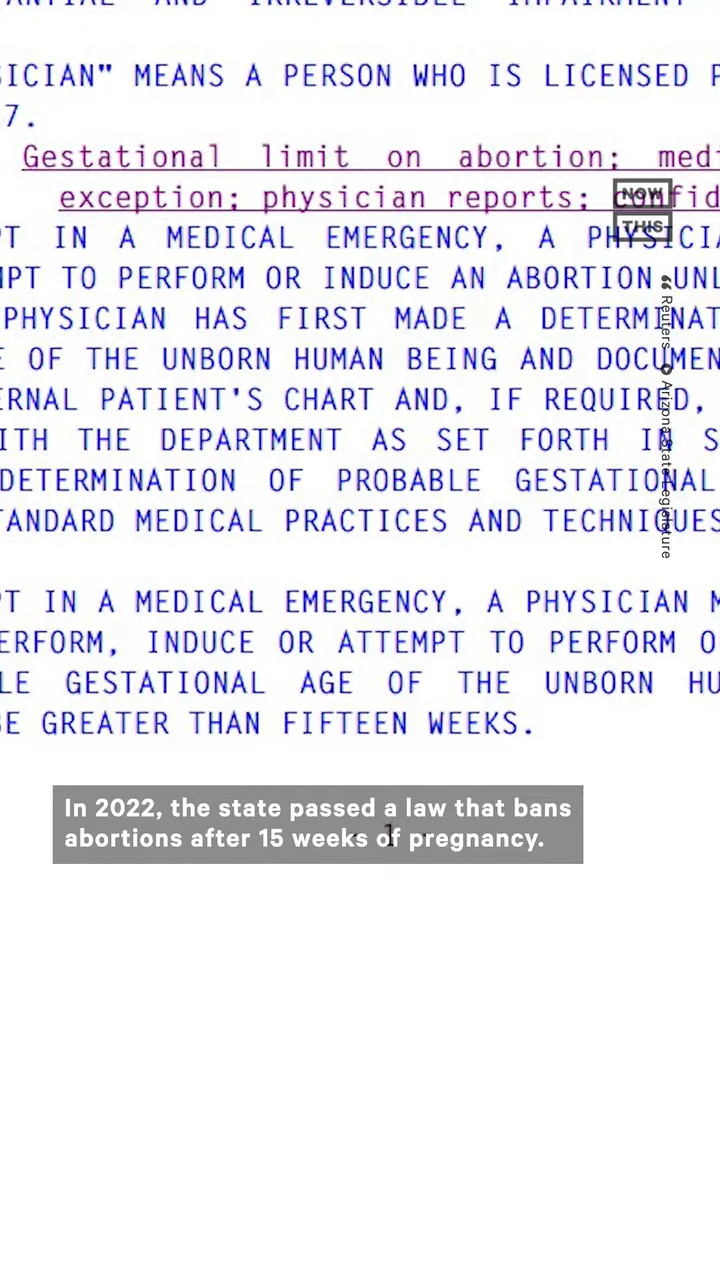 SICIAN" MEANS A PERSON WHO IS LICENSED P
7.
Gestational limit on abortion; medi
exception; physician reports; confid
PT IN A MEDICAL EMERGENCY, A PHYSICIA
MPT TO PERFORM OR INDUCE AN ABORTION UNL
PHYSICIAN HAS FIRST MADE A DETERMINAT
E OF THE UNBORN HUMAN BEING AND DOCUMEN
ERNAL PATIENT'S CHART AND, IF REQUIRED,
ITH THE DEPARTMENT AS SET FORTH IN S
DETERMINATION OF PROBABLE GESTATIONAL
TANDARD MEDICAL PRACTICES AND TECHNIQUES
PT IN A MEDICAL EMERGENCY, A PHYSICIAN M
ERFORM, INDUCE OR ATTEMPT TO PERFORM O
LE GESTATIONAL AGE OF THE UNBORN HU
BE GREATER THAN FIFTEEN WEEKS.
- 1 -
In 2022, the state passed a law that bans
abortions after 15 weeks of pregnancy.
NOW
THIS
Reuters Arizona State Legislature